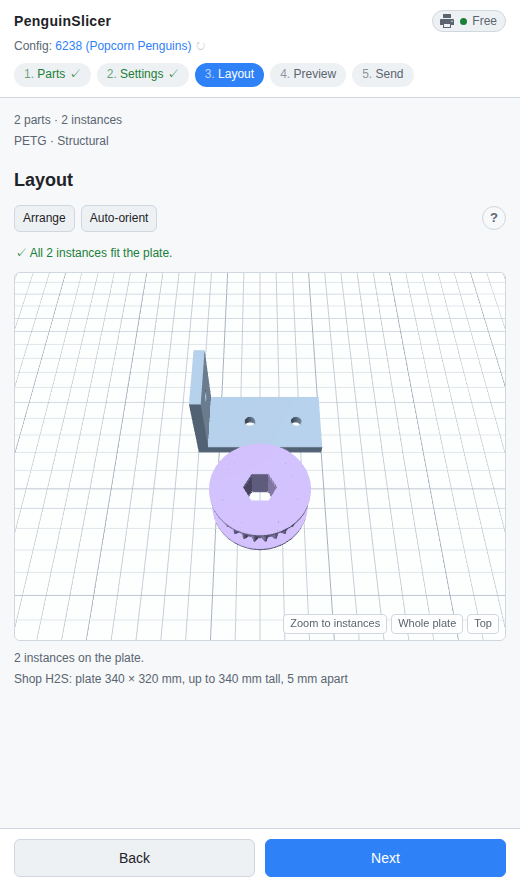 PenguinSlicer
Free
Config: 6238 (Popcorn Penguins)
1. Parts ✓
2. Settings ✓
3. Layout
4. Preview
5. Send
2 parts · 2 instances
PETG · Structural
Layout
Arrange
Auto-orient
?
✓ All 2 instances fit the plate.
Zoom to instances
Whole plate
Top
2 instances on the plate.
Shop H2S: plate 340 × 320 mm, up to 340 mm tall, 5 mm apart
Back
Next